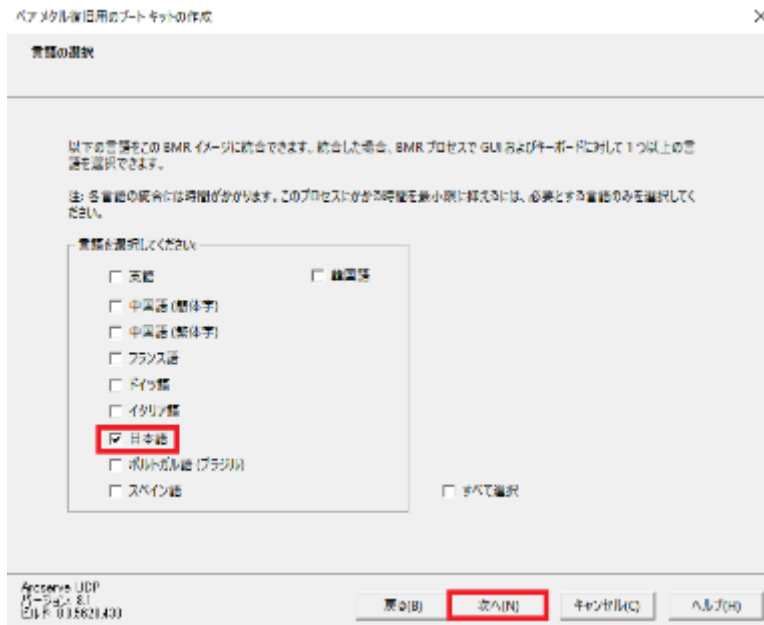 ベア メタル復旧用のブート キットの作成
言語の選択
以下の言語をこの BMR イメージに統合できます。統合した場合、BMR プロセスで GUI およびキーボードに対して 1 つ以上の言
語を選択できます。
注: 各言語の統合には時間がかかります。このプロセスにかかる時間を最小限に抑えるには、必要とする言語のみを選択してく
ださい。
言語を選択してください
英語
韓国語
中国語 (簡体字)
中国語 (繁体字)
フランス語
ドイツ語
イタリア語
日本語
ポルトガル語 (ブラジル)
スペイン語
すべて選択
Arcserve UDP
バージョン 8.1
ビルド
戻る(B)
次へ(N)
キャンセル(C)
ヘルプ(H)